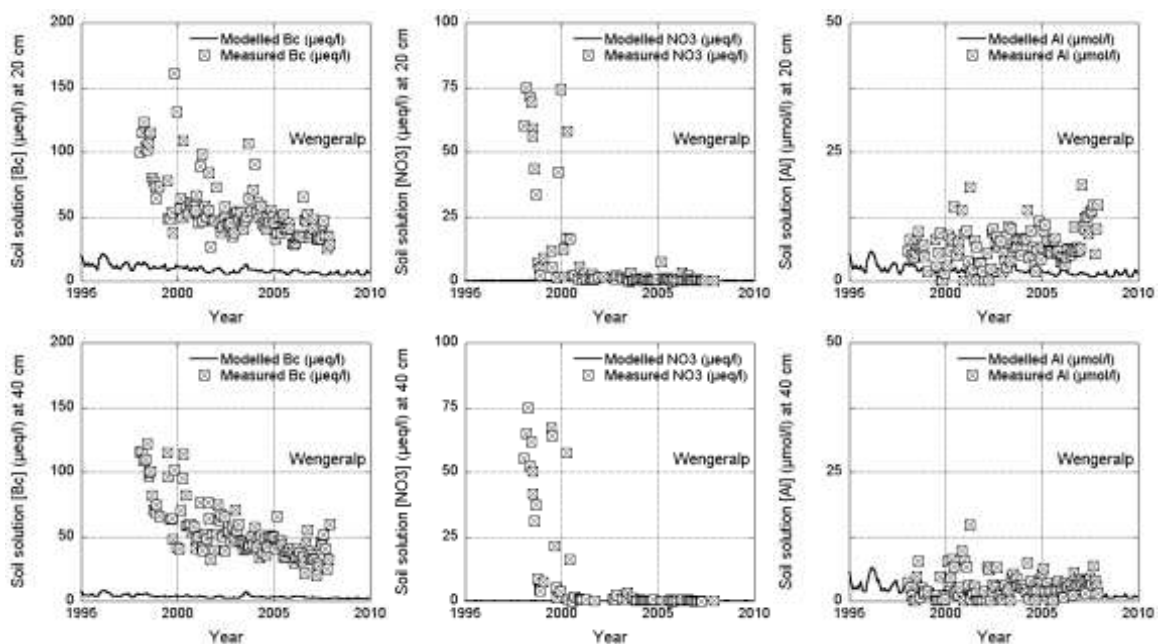 Soil solution [Bc] (µeq/l) at 20 cm
200
150
100
50
0
Modelled Bc (µeq/l)
Measured Bc (µeq/l)
Wengeralp
1995 2000 2005 2010
Year
Soil solution [NO3] (µeq/l) at 20 cm
100
75
50
25
0
Modelled NO3 (µeq/l)
Measured NO3 (µeq/l)
Wengeralp
1995 2000 2005 2010
Year
Soil solution [Al] (µmol/l) at 20 cm
50
25
0
Modelled Al (µmol/l)
Measured Al (µmol/l)
Wengeralp
1995 2000 2005 2010
Year
Soil solution [Bc] (µeq/l) at 40 cm
200
150
100
50
0
Modelled Bc (µeq/l)
Measured Bc (µeq/l)
Wengeralp
1995 2000 2005 2010
Year
Soil solution [NO3] (µeq/l) at 40 cm
100
75
50
25
0
Modelled NO3 (µeq/l)
Measured NO3 (µeq/l)
Wengeralp
1995 2000 2005 2010
Year
Soil solution [Al] (µmol/l) at 40 cm
50
25
0
Modelled Al (µmol/l)
Measured Al (µmol/l)
Wengeralp
1995 2000 2005 2010
Year